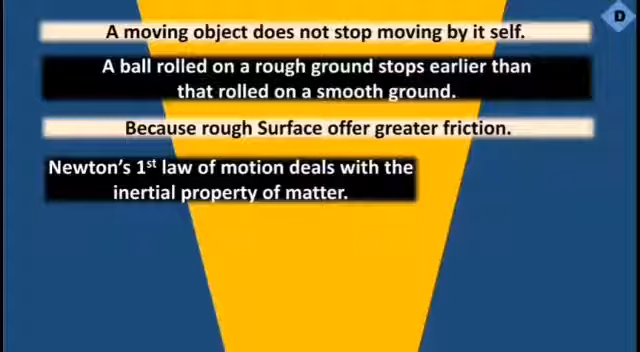 D
A moving object does not stop moving by it self.
A ball rolled on a rough ground stops earlier than
that rolled on a smooth ground.
Because rough Surface offer greater friction.
Newton's 1st law of motion deals with the
inertial property of matter.